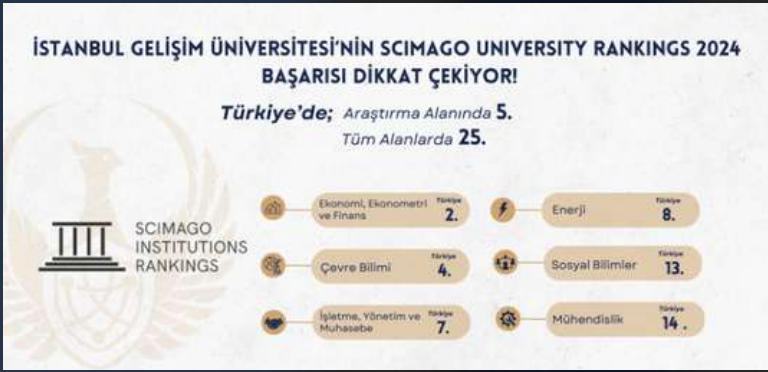 İSTANBUL GELİŞİM ÜNİVERSİTESİ'NİN SCIMAGO UNIVERSITY RANKINGS 2024
BAŞARISI DİKKAT ÇEKİYOR!
Türkiye'de; Araştırma Alanında 5.
Tüm Alanlarda 25.
SCIMAGO
INSTITUTIONS
RANKINGS
Ekonomi, Ekonometri
ve Finans
Türkiye
2.
Enerji
Türkiye
8.
Çevre Bilimi
Türkiye
4.
Sosyal Bilimler
Türkiye
13.
İşletme, Yönetim ve
Muhasebe
Türkiye
7.
Mühendislik
Türkiye
14 .